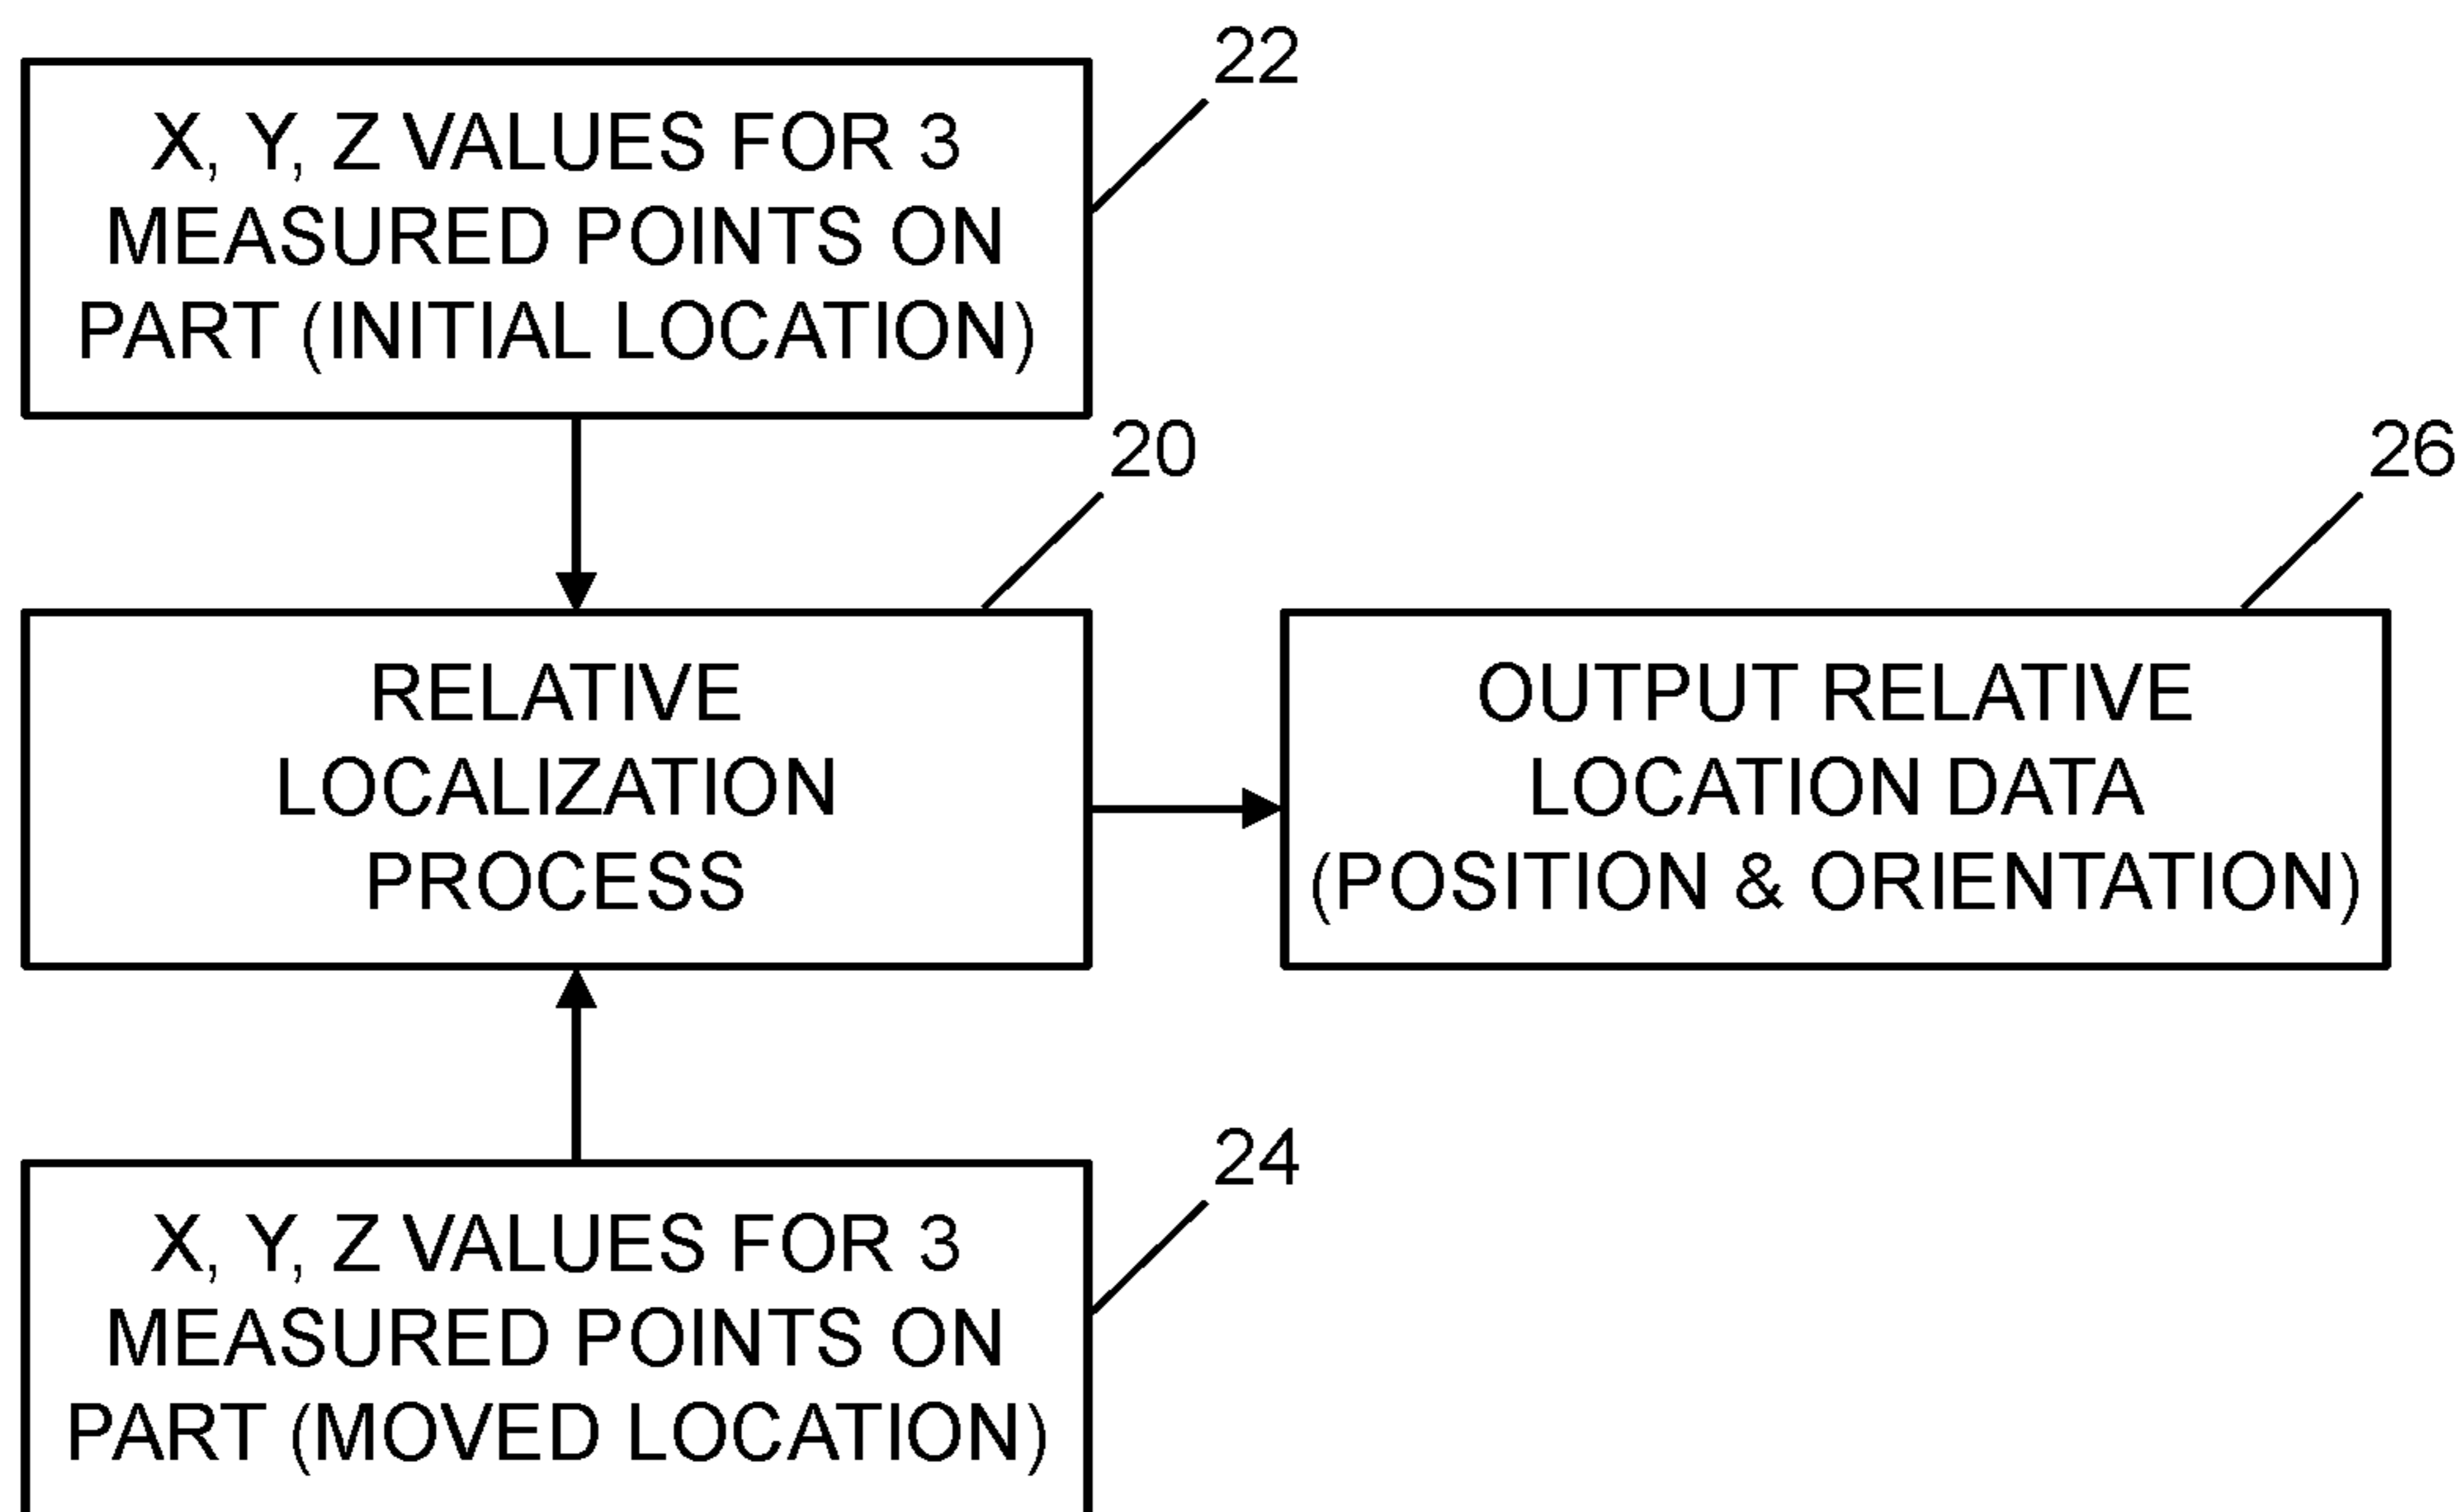 22
X, Y, Z VALUES FOR 3
MEASURED POINTS ON
PART (INITIAL LOCATION)
20
26
RELATIVE
LOCALIZATION
PROCESS
OUTPUT RELATIVE
LOCATION DATA
(POSITION & ORIENTATION)
24
X, Y, Z VALUES FOR 3
MEASURED POINTS ON
PART (MOVED LOCATION)